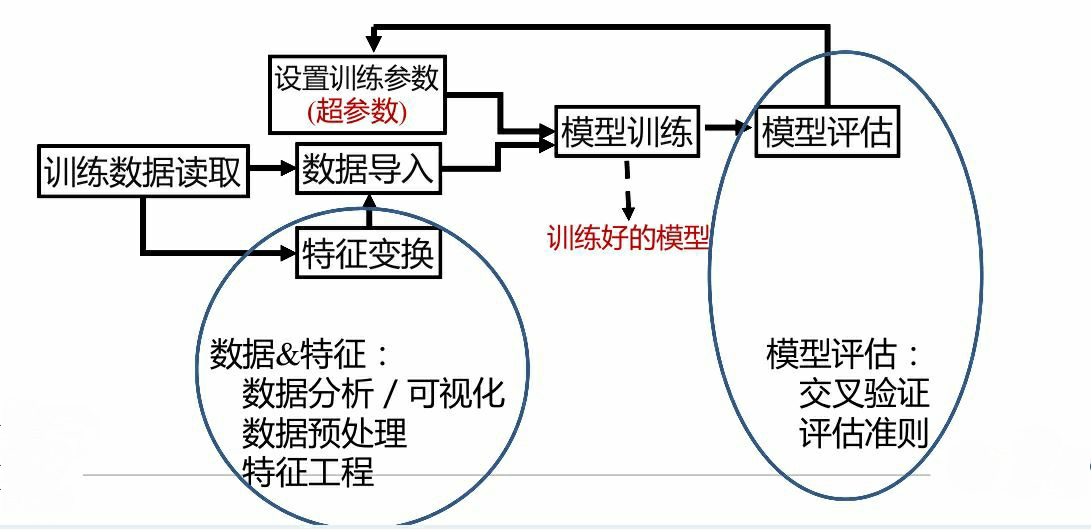 设置训练参数
(超参数)
模型训练
模型评估
训练数据读取
数据导入
训练好的模型
特征变换
数据&特征：
数据分析 / 可视化
数据预处理
特征工程
模型评估：
交叉验证
评估准则